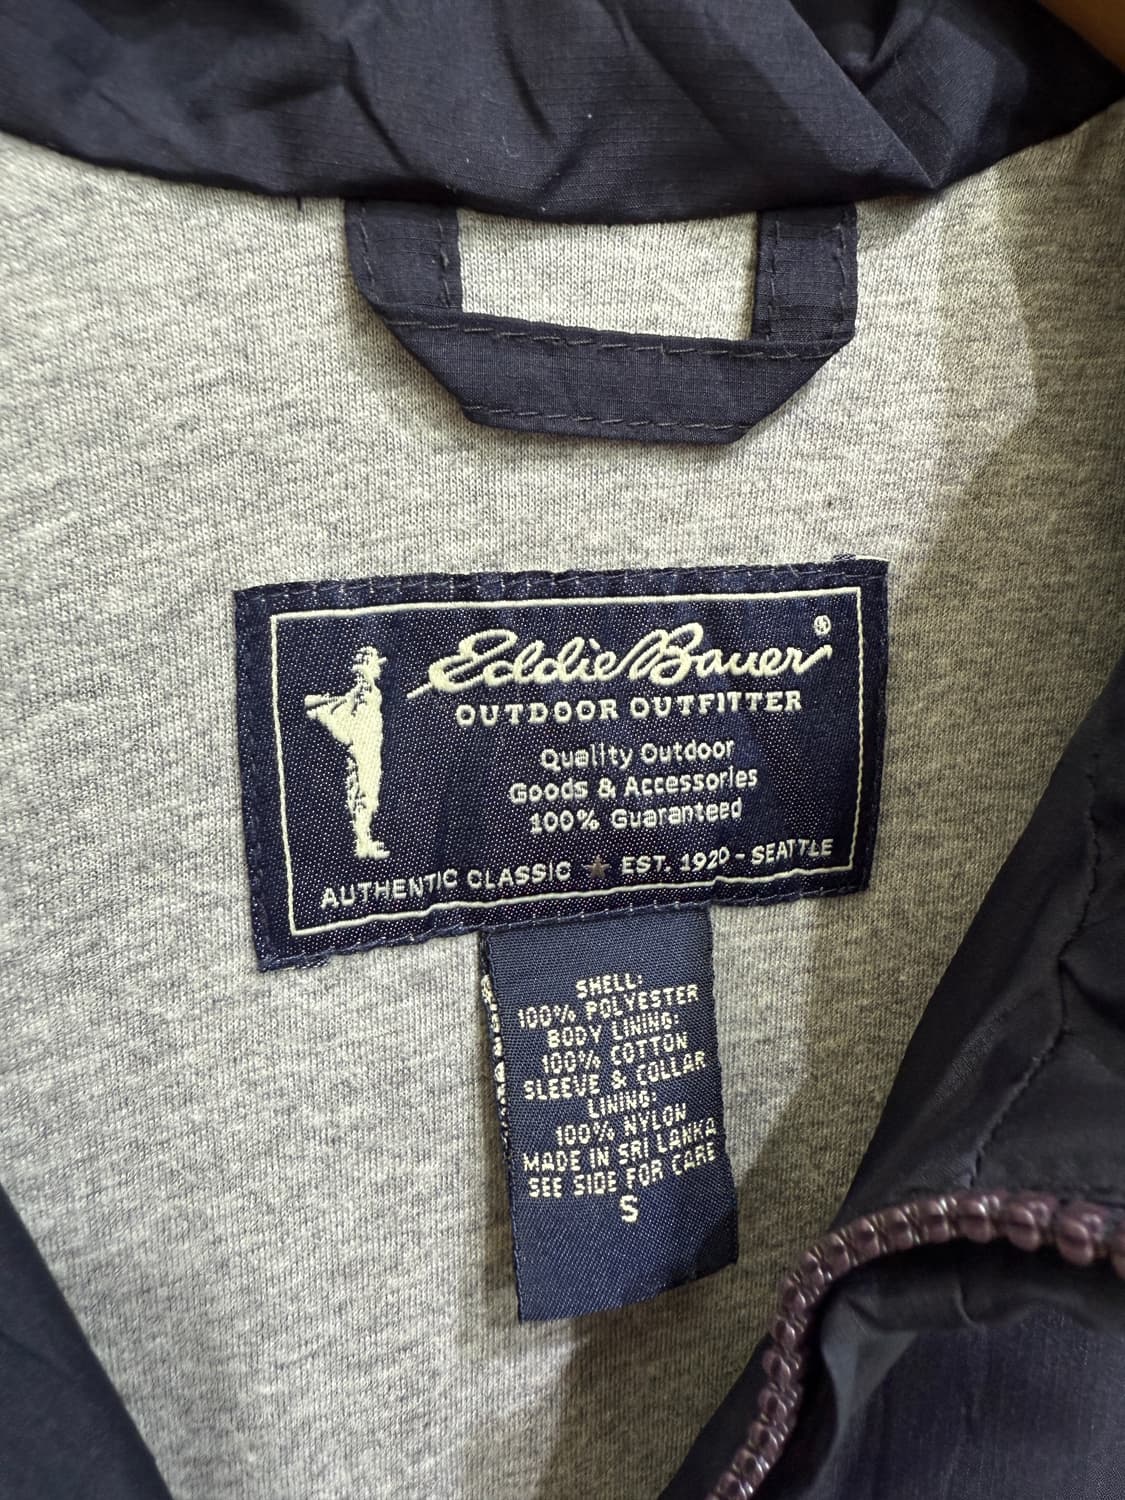 Eddie Bauer ®
OUTDOOR OUTFITTER
Quality Outdoor
Goods & Accessories
100% Guaranteed
AUTHENTIC CLASSIC ★ EST. 1920 - SEATTLE
SHELL:
100% POLYESTER
BODY LINING:
100% COTTON
SLEEVE & COLLAR
LINING:
100% NYLON
MADE IN SRI LANKA
SEE SIDE FOR CARE
S